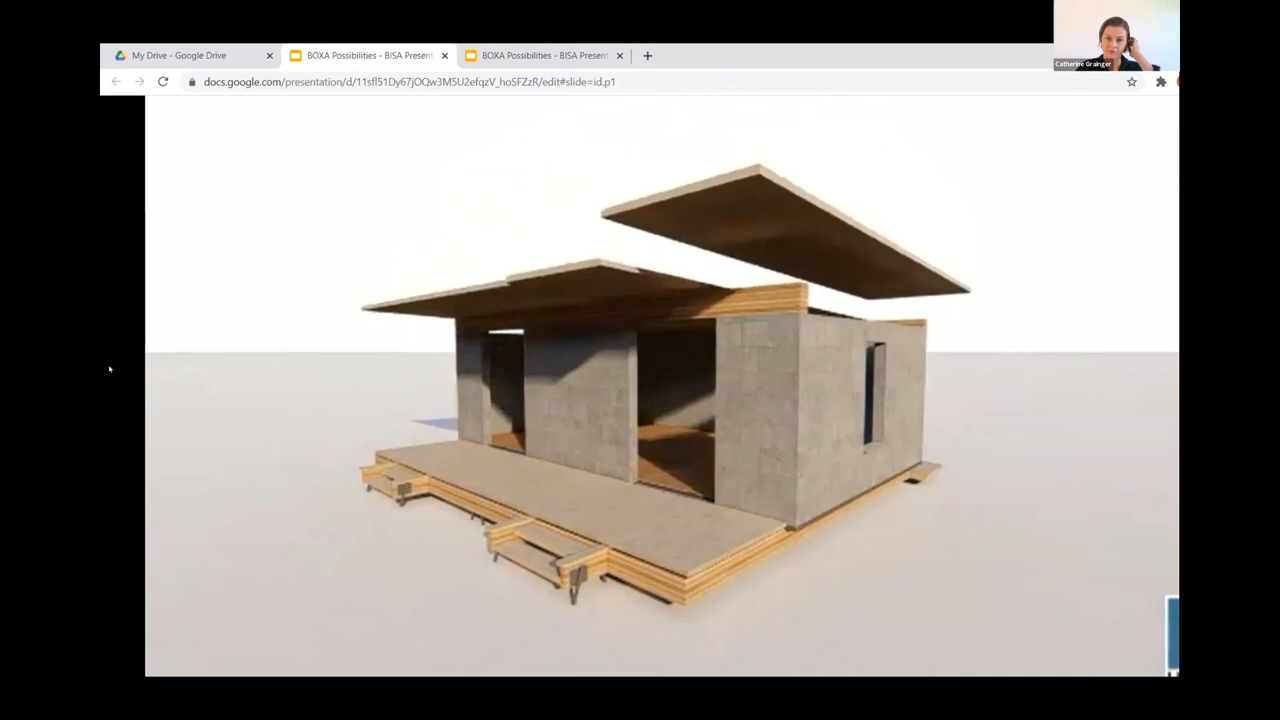 My Drive - Google Drive
BOXA Possibilities - BISA Present
BOXA Possibilities - BISA Present
docs.google.com/presentation/d/11sfl51Dy67jOQw3M5U2efqzV_hoSFZzR/edit#slide=id.p1
Catherine Grainger